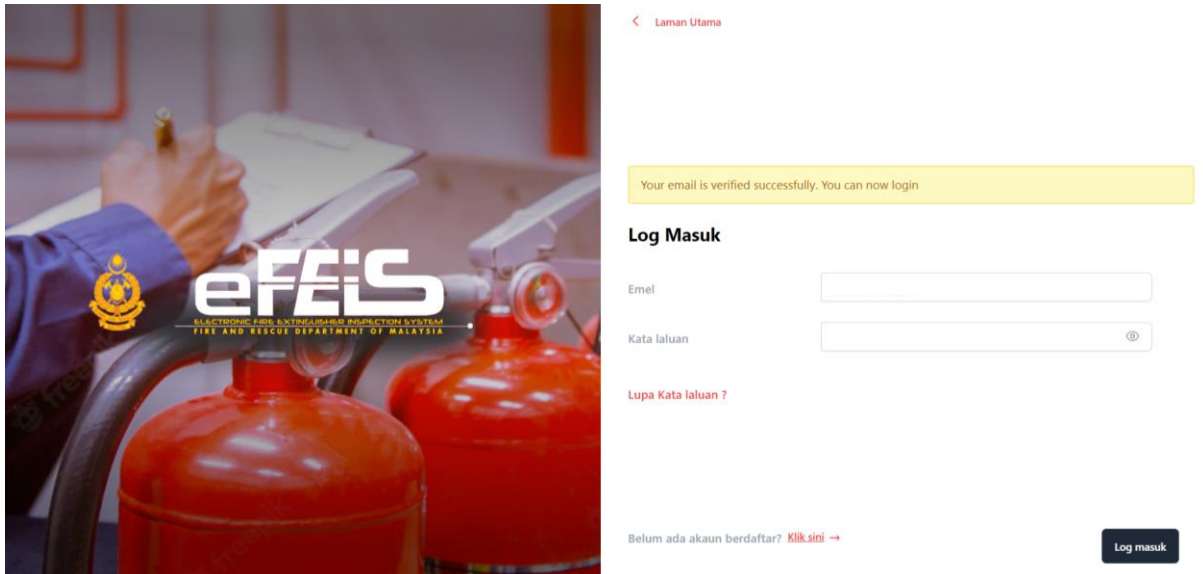 eFEiS
ELECTRONIC FIRE EXTINGUISHER INSPECTION SYSTEM
FIRE AND RESCUE DEPARTMENT OF MALAYSIA
Laman Utama
Your email is verified successfully. You can now login
Log Masuk
Emel
Kata laluan
Lupa Kata laluan ?
Belum ada akaun berdaftar? Klik sini →
Log masuk